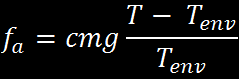 f_a = cmg \frac{T - T_{env}}{T_{env}}